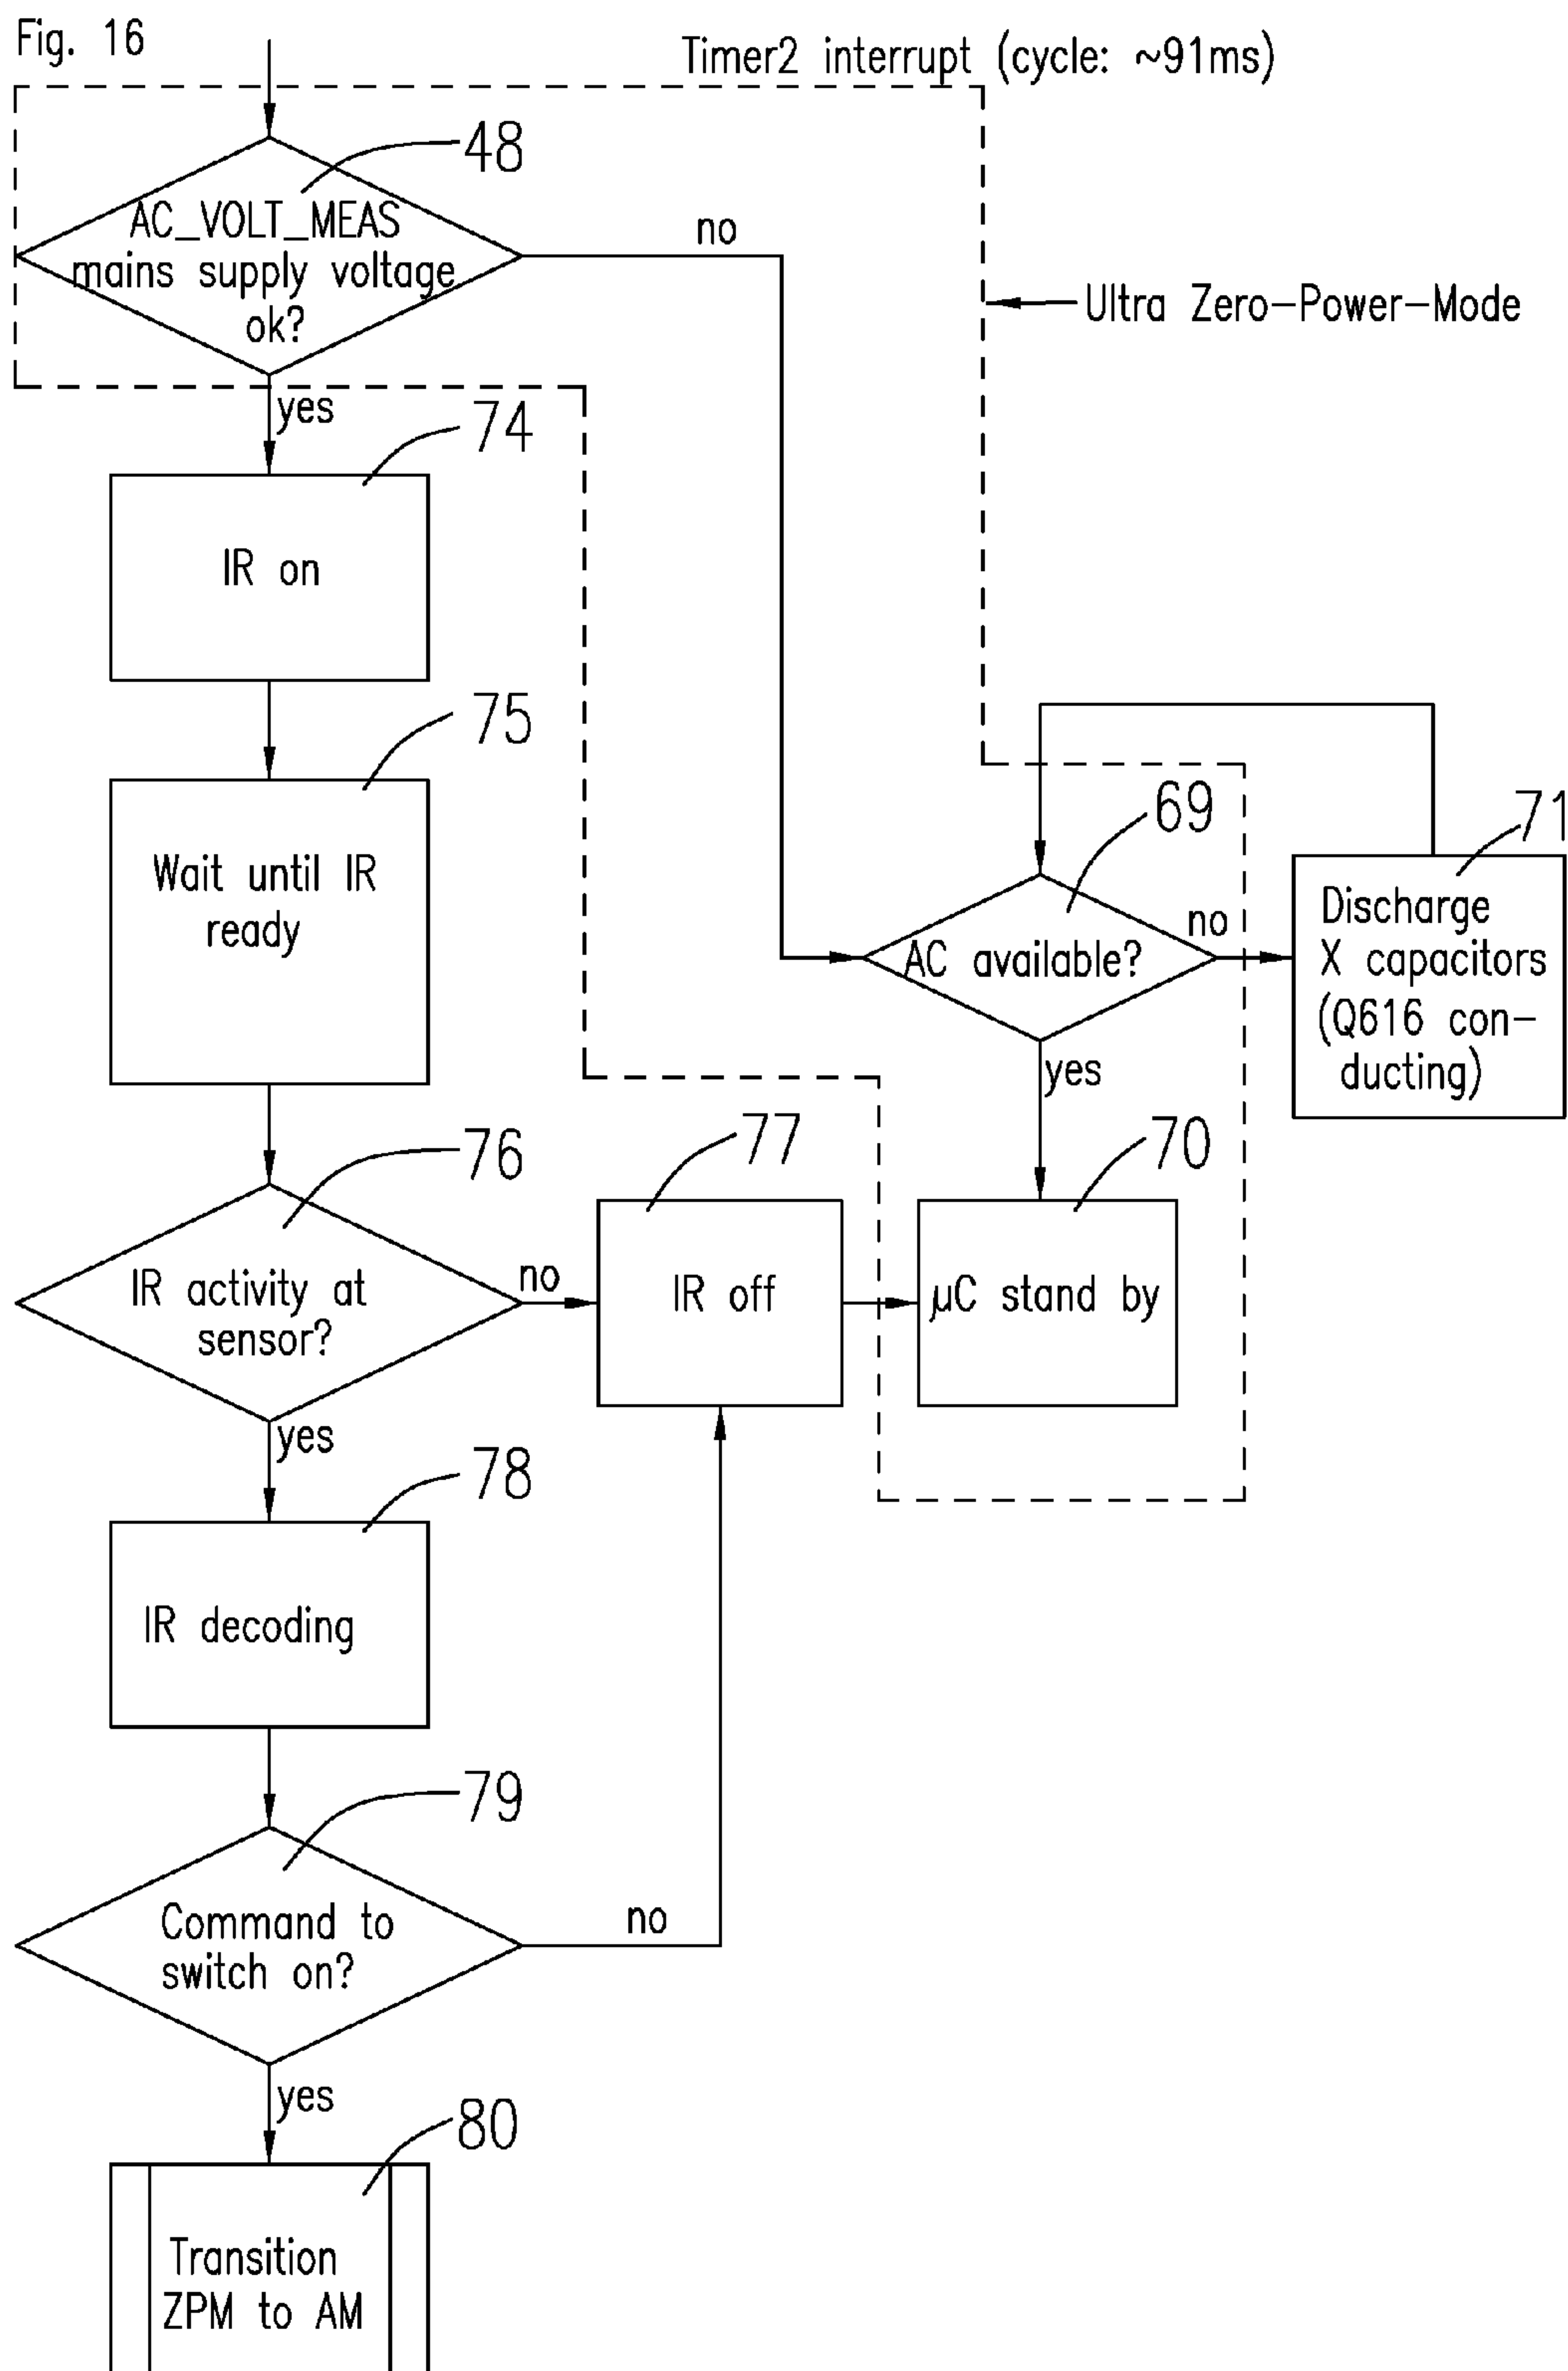 Fig. 16
Timer2 interrupt (cycle: ~91ms)
48
AC_VOLT_MEAS
mains supply voltage
ok?
no
Ultra Zero-Power-Mode
yes
74
IR on
75
Wait until IR
ready
69
AC available?
no
71
Discharge
X capacitors
(Q616 con-
ducting)
yes
76
IR activity at
sensor?
no
77
IR off
70
µC stand by
yes
78
IR decoding
79
Command to
switch on?
no
yes
80
Transition
ZPM to AM